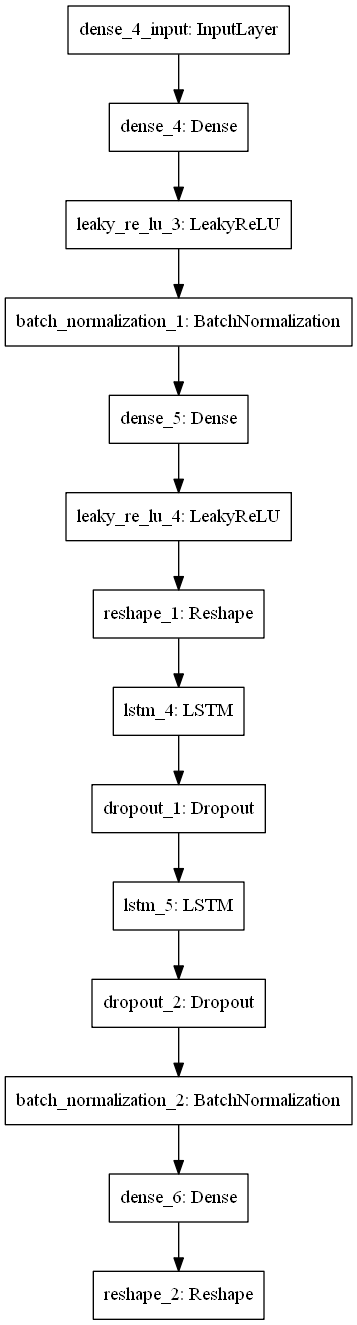 dense_4_input: InputLayer
dense_4: Dense
leaky_re_lu_3: LeakyReLU
batch_normalization_1: BatchNormalization
dense_5: Dense
leaky_re_lu_4: LeakyReLU
reshape_1: Reshape
lstm_4: LSTM
dropout_1: Dropout
lstm_5: LSTM
dropout_2: Dropout
batch_normalization_2: BatchNormalization
dense_6: Dense
reshape_2: Reshape